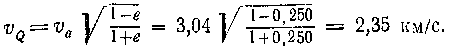 v_Q = v_a √((1−e)/(1+e)) = 3,04 √((1−0,250)/(1+0,250)) = 2,35 км/с.